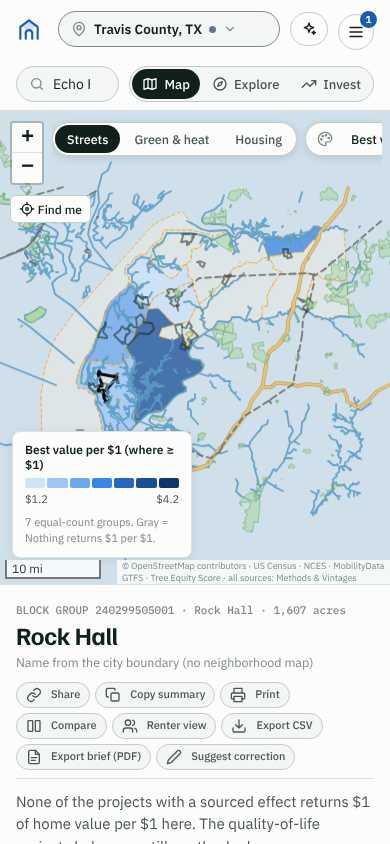 Travis County, TX
1
Echo
Map
Explore
Invest
+
−
Streets
Green & heat
Housing
Best
Find me
Best value per $1 (where ≥
$1)
$1.2
$4.2
7 equal-count groups. Gray =
Nothing returns $1 per $1.
10 mi
© OpenStreetMap contributors · US Census · NCES · MobilityData
GTFS · Tree Equity Score · all sources: Methods & Vintages
BLOCK GROUP 240299505001 · Rock Hall · 1,607 acres
Rock Hall
Name from the city boundary (no neighborhood map)
Share
Copy summary
Print
Compare
Renter view
Export CSV
Export brief (PDF)
Suggest correction
None of the projects with a sourced effect returns $1
of home value per $1 here. The quality-of-life